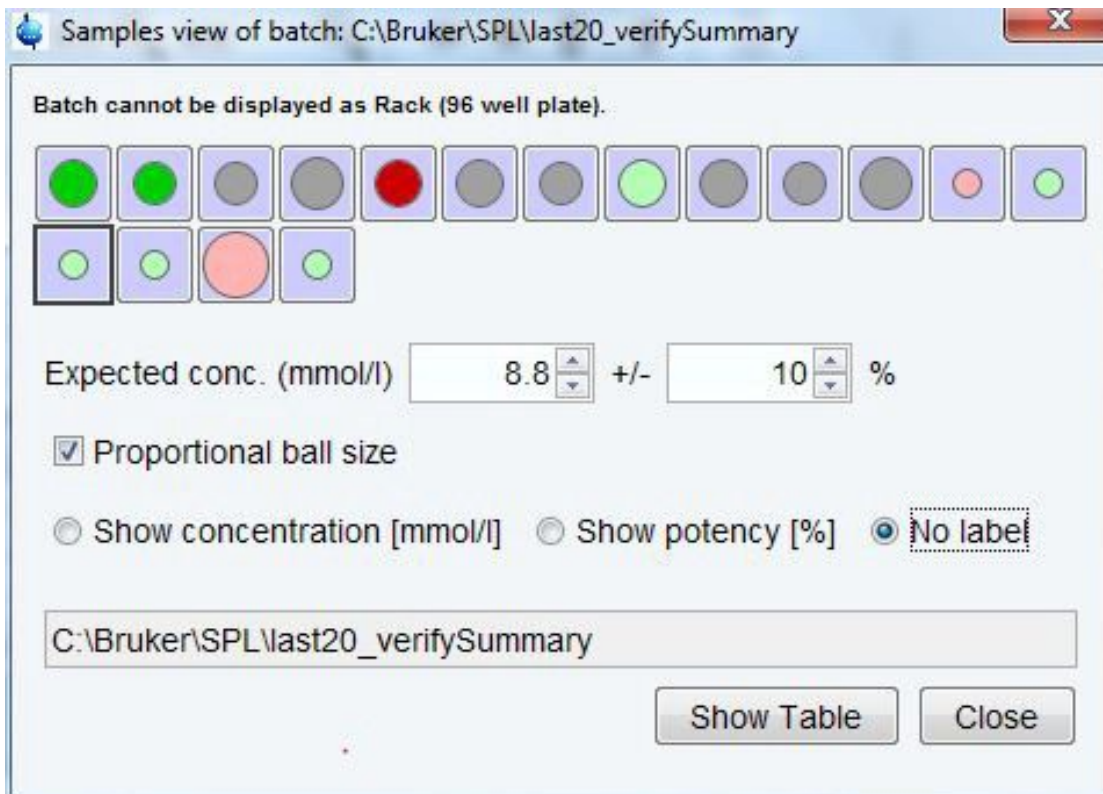 Samples view of batch: C:\Bruker\SPL\last20_verifySummary
Batch cannot be displayed as Rack (96 well plate).
Expected conc. (mmol/l) 8.8 +/- 10 %
Proportional ball size
Show concentration [mmol/l] Show potency [%] No label
C:\Bruker\SPL\last20_verifySummary
Show Table Close